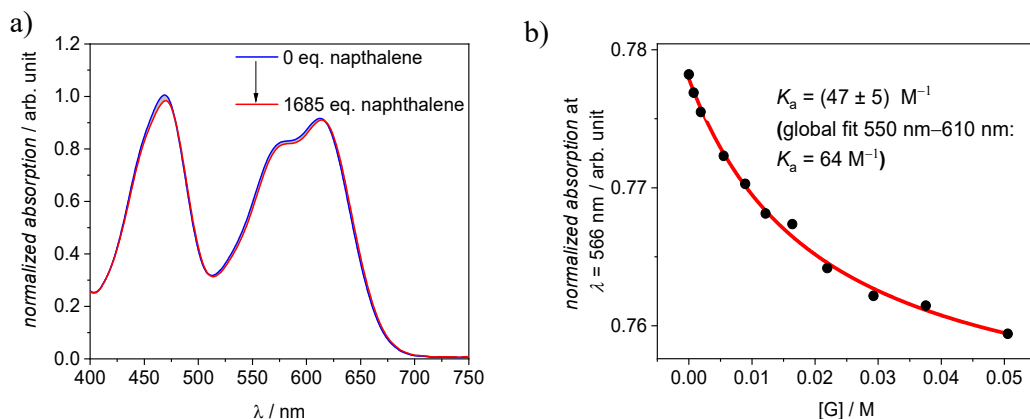 a)
normalized absorption / arb. unit
1.2
1.0
0.8
0.6
0.4
0.2
0.0
0 eq. napthalene
1685 eq. naphthalene
400 450 500 550 600 650 700 750
λ / nm
b)
normalized absorption at
λ = 566 nm / arb. unit
0.78
0.77
0.76
Ka = (47 ± 5) M⁻¹
(global fit 550 nm–610 nm:
Ka = 64 M⁻¹)
0.00 0.01 0.02 0.03 0.04 0.05
[G] / M